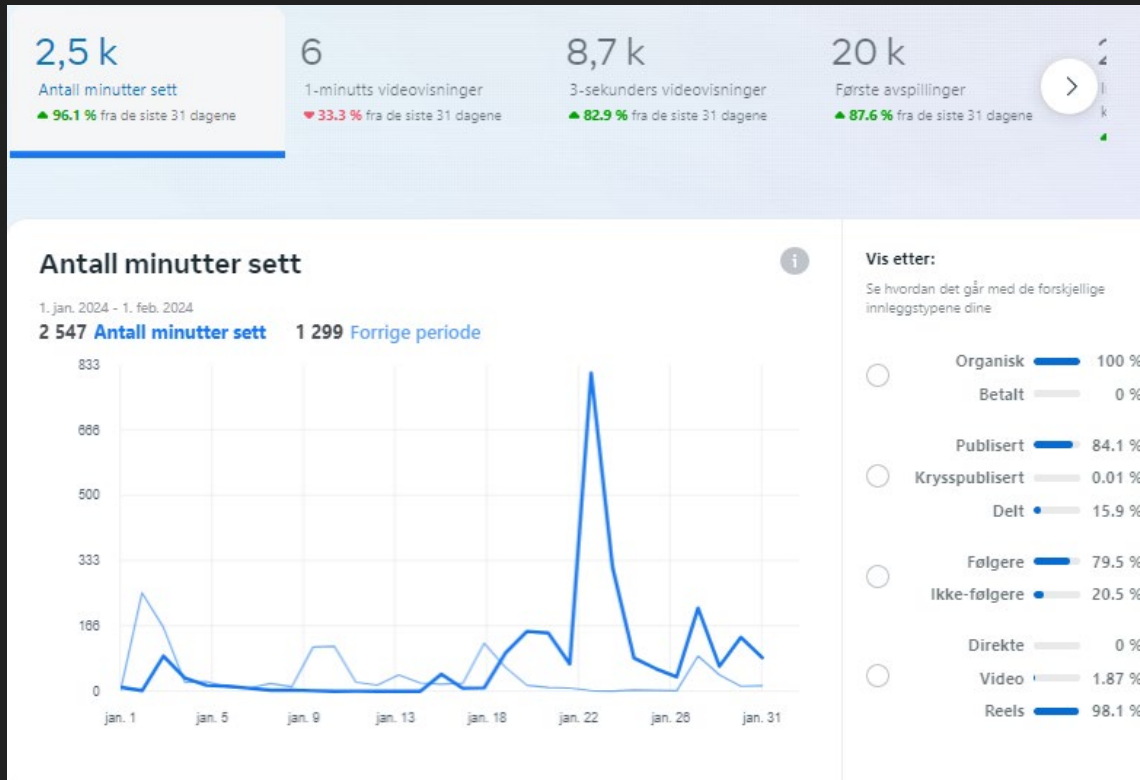 2,5 k
Antall minutter sett
96.1 % fra de siste 31 dagene
6
1-minutts videovisninger
33.3 % fra de siste 31 dagene
8,7 k
3-sekunders videovisninger
82.9 % fra de siste 31 dagene
20 k
Første avspillinger
87.6 % fra de siste 31 dagene
Antall minutter sett
1. jan. 2024 - 1. feb. 2024
2 547 Antall minutter sett 1 299 Forrige periode
833
666
500
333
166
0
jan. 1 jan. 5 jan. 9 jan. 13 jan. 18 jan. 22 jan. 26 jan. 31
Vis etter:
Se hvordan det går med de forskjellige
innleggstypene dine
Organisk 100 %
Betalt 0 %
Publisert 84.1 %
Krysspublisert 0.01 %
Delt 15.9 %
Følgere 79.5 %
Ikke-følgere 20.5 %
Direkte 0 %
Video 1.87 %
Reels 98.1 %